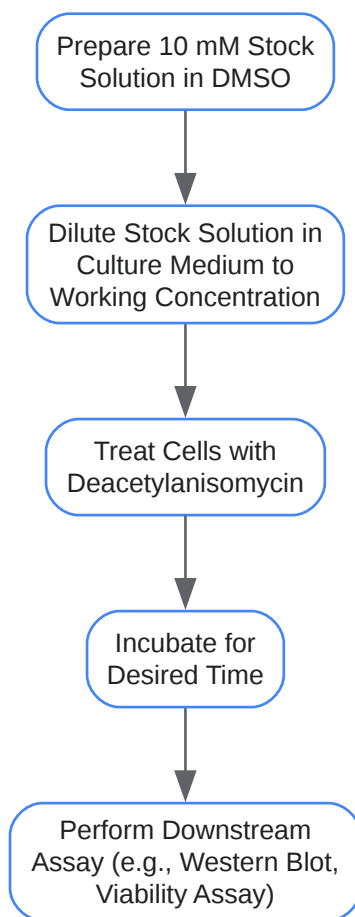 Prepare 10 mM Stock
Solution in DMSO
Dilute Stock Solution in
Culture Medium to
Working Concentration
Treat Cells with
Deacetylanisomycin
Incubate for
Desired Time
Perform Downstream
Assay (e.g., Western Blot,
Viability Assay)